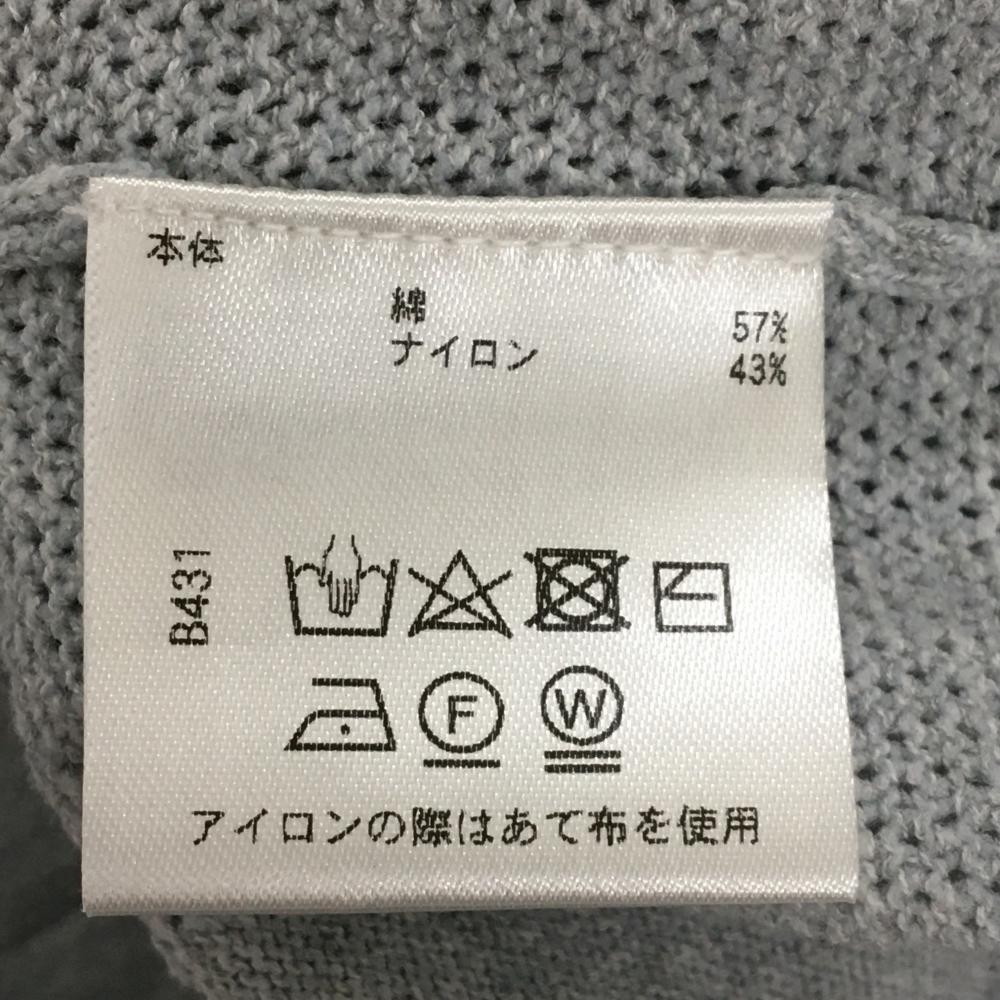 本体
綿 57%
ナイロン 43%
B431
F W
アイロンの際はあて布を使用